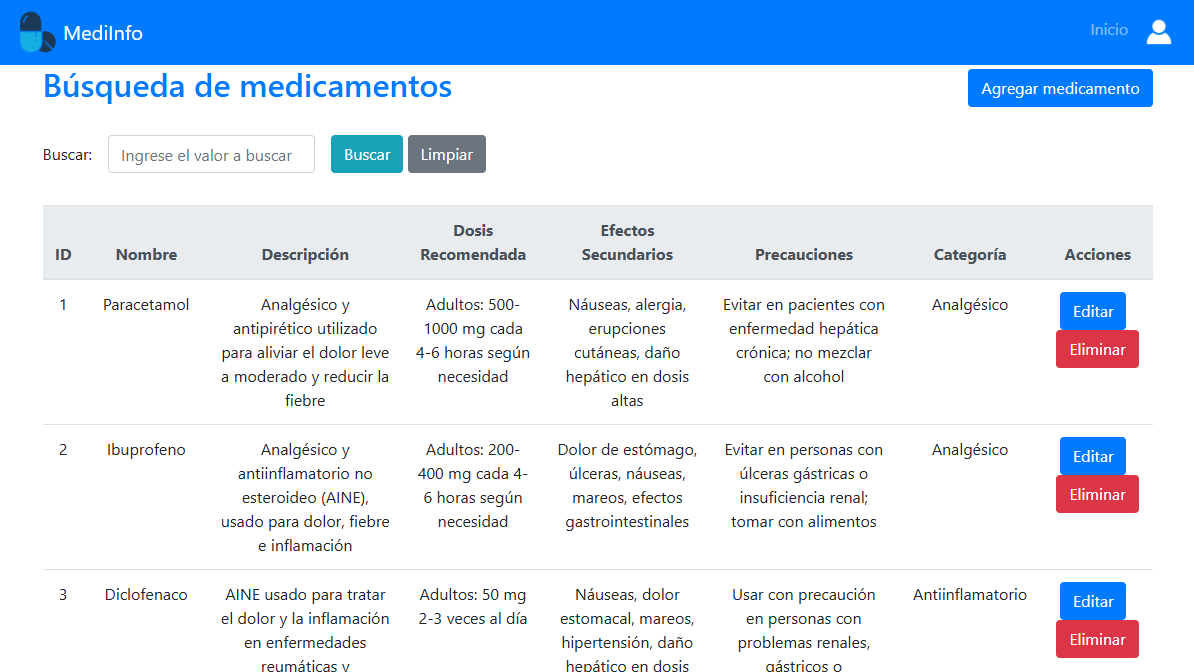 MediInfo
Inicio
Búsqueda de medicamentos
Agregar medicamento
Buscar:
Ingrese el valor a buscar
Buscar
Limpiar
ID
Nombre
Descripción
Dosis
Recomendada
Efectos
Secundarios
Precauciones
Categoría
Acciones
1
Paracetamol
Analgésico y
antipirético utilizado
para aliviar el dolor leve
a moderado y reducir la
fiebre
Adultos: 500-
1000 mg cada
4-6 horas según
necesidad
Náuseas, alergia,
erupciones
cutáneas, daño
hepático en dosis
altas
Evitar en pacientes con
enfermedad hepática
crónica; no mezclar
con alcohol
Analgésico
Editar
Eliminar
2
Ibuprofeno
Analgésico y
antiinflamatorio no
esteroideo (AINE),
usado para dolor, fiebre
e inflamación
Adultos: 200-
400 mg cada 4-
6 horas según
necesidad
Dolor de estómago,
úlceras, náuseas,
mareos, efectos
gastrointestinales
Evitar en personas con
úlceras gástricas o
insuficiencia renal;
tomar con alimentos
Analgésico
Editar
Eliminar
3
Diclofenaco
AINE usado para tratar
el dolor y la inflamación
en enfermedades
reumáticas y
Adultos: 50 mg
2-3 veces al día
Náuseas, dolor
estomacal, mareos,
hipertensión, daño
hepático en dosis
Usar con precaución
en personas con
problemas renales,
gástricos o
Antiinflamatorio
Editar
Eliminar